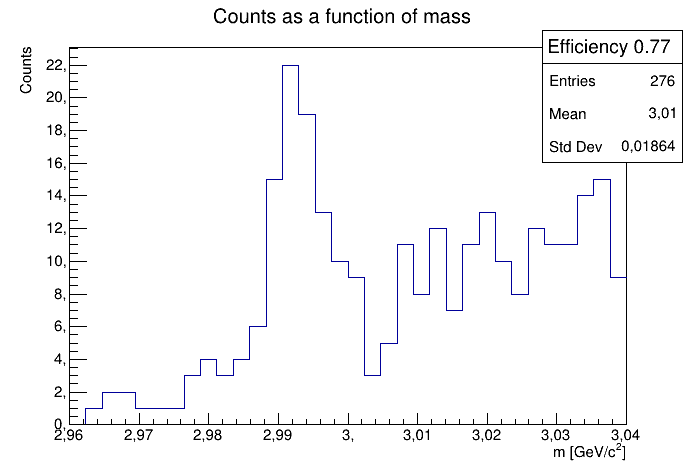 Counts as a function of mass
Efficiency 0.77
Entries 276
Mean 3,01
Std Dev 0,01864
Counts
22,
20,
18,
16,
14,
12,
10,
8,
6,
4,
2,
0,
2,96 2,97 2,98 2,99 3, 3,01 3,02 3,03 3,04
m [GeV/c²]